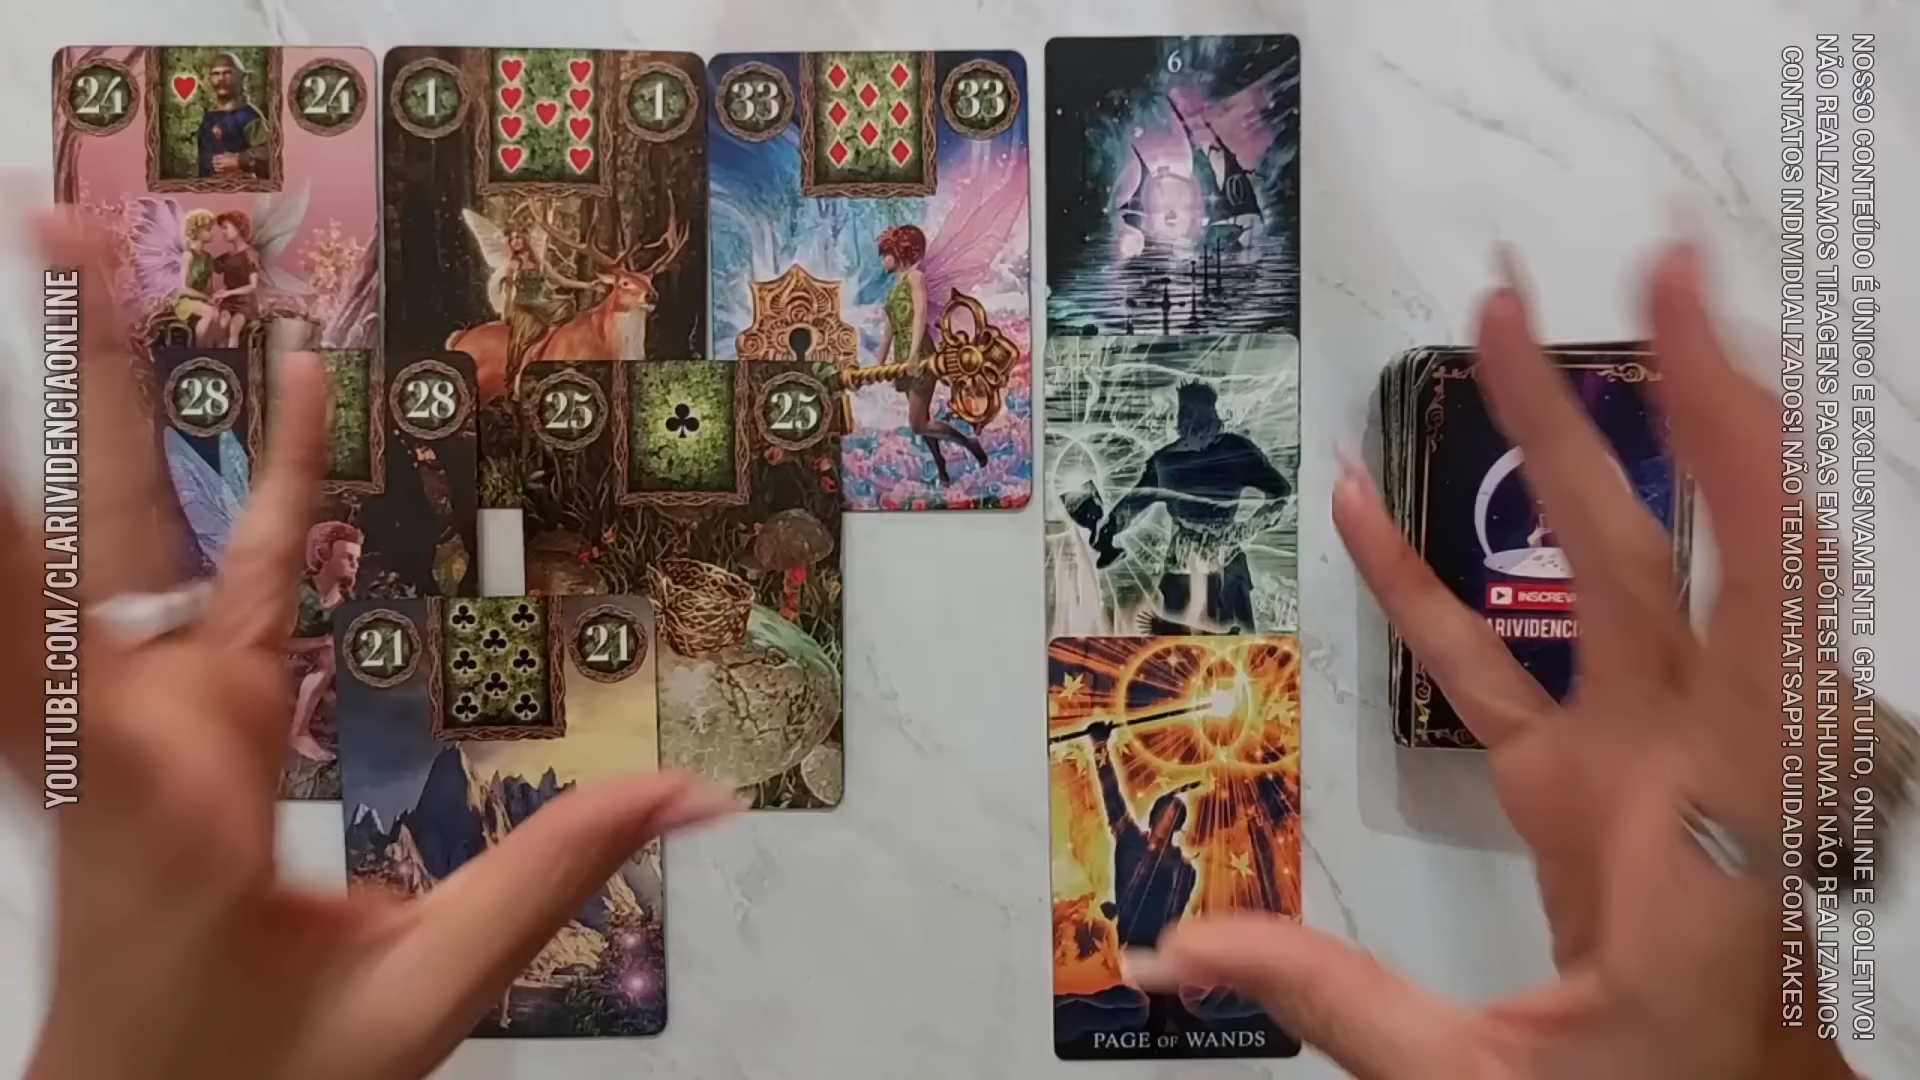 24 24
1 1
33 33
6
28 28
25 25
21 21
PAGE OF WANDS
INSCREV
ARIVIDENCI
YOUTUBE.COM/CLARIVIDENCIAONLINE
NOSSO CONTEÚDO É ÚNICO E EXCLUSIVAMENTE GRATUÍTO, ONLINE E COLETIVO!
NÃO REALIZAMOS TIRAGENS PAGAS EM HIPÓTESE NENHUMA! NÃO REALIZAMOS
CONTATOS INDIVIDUALIZADOS! NÃO TEMOS WHATSAPP! CUIDADO COM FAKES!